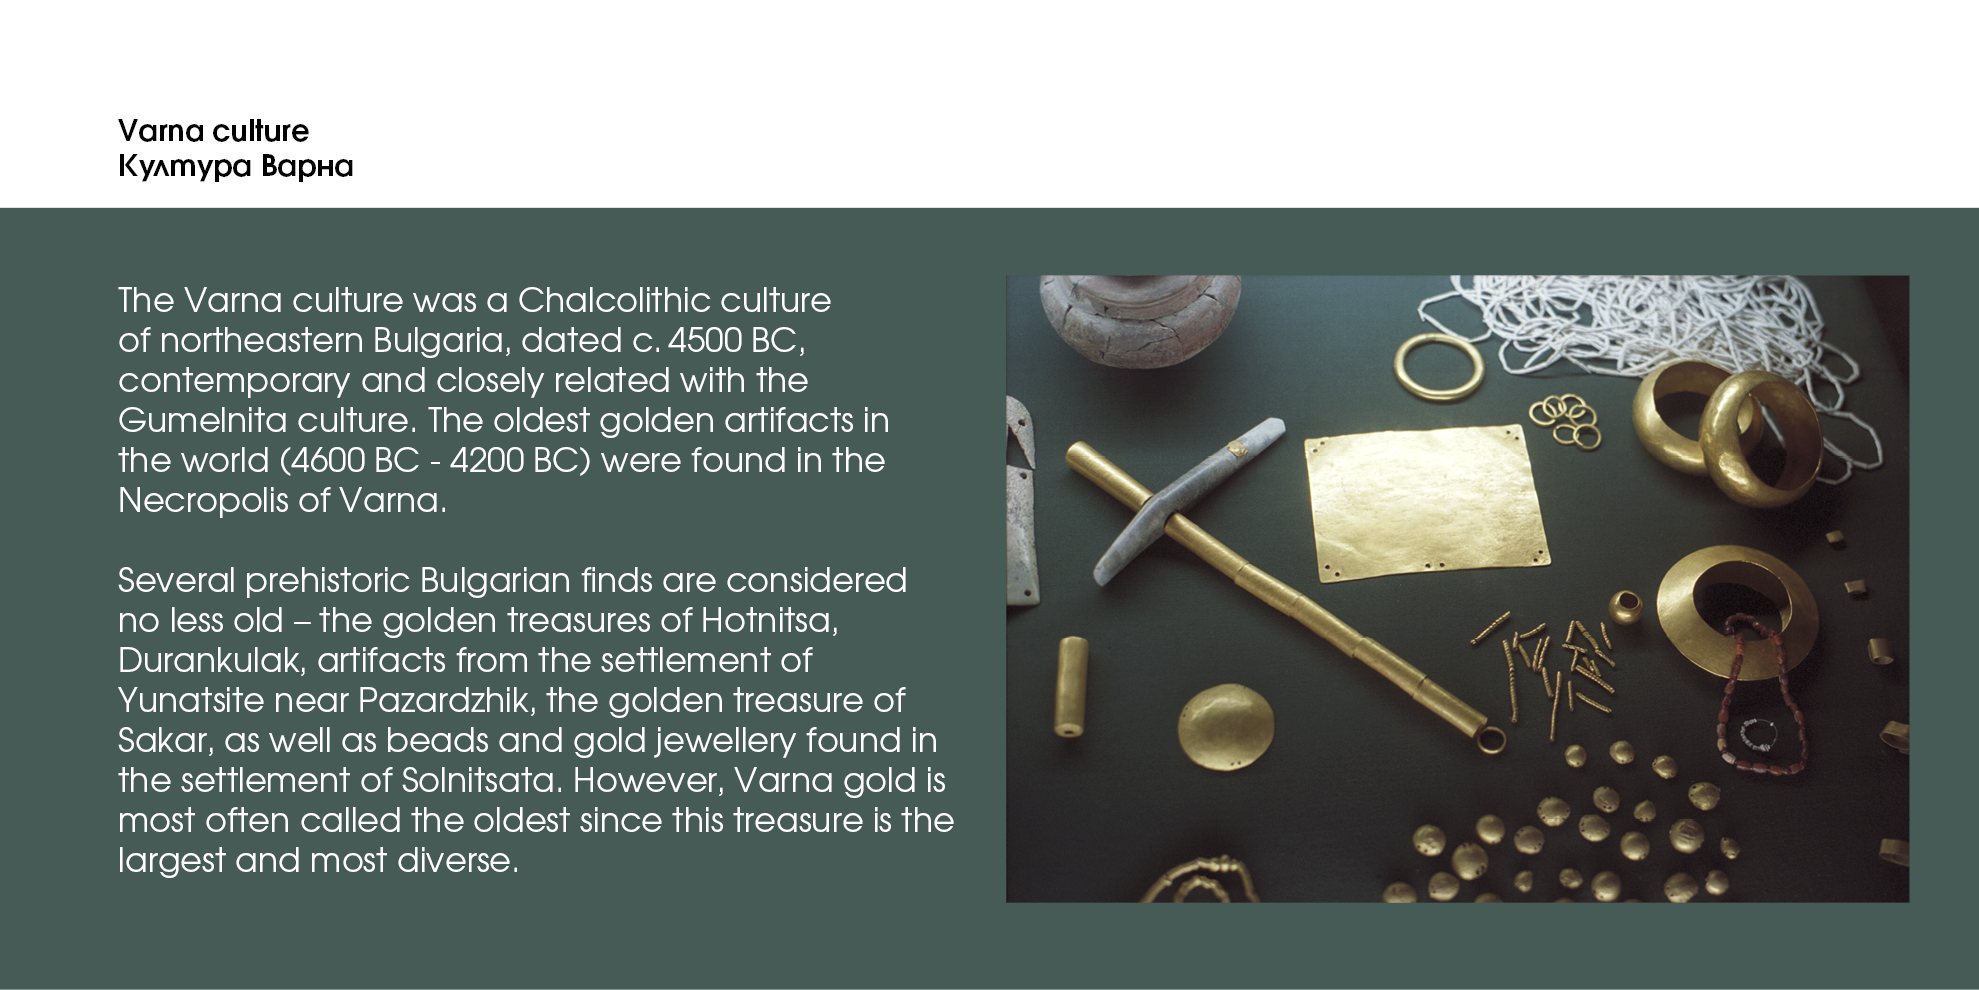 Varna culture
Култура Варна
The Varna culture was a Chalcolithic culture
of northeastern Bulgaria, dated c. 4500 BC,
contemporary and closely related with the
Gumelnita culture. The oldest golden artifacts in
the world (4600 BC - 4200 BC) were found in the
Necropolis of Varna.
Several prehistoric Bulgarian finds are considered
no less old – the golden treasures of Hotnitsa,
Durankulak, artifacts from the settlement of
Yunatsite near Pazardzhik, the golden treasure of
Sakar, as well as beads and gold jewellery found in
the settlement of Solnitsata. However, Varna gold is
most often called the oldest since this treasure is the
largest and most diverse.